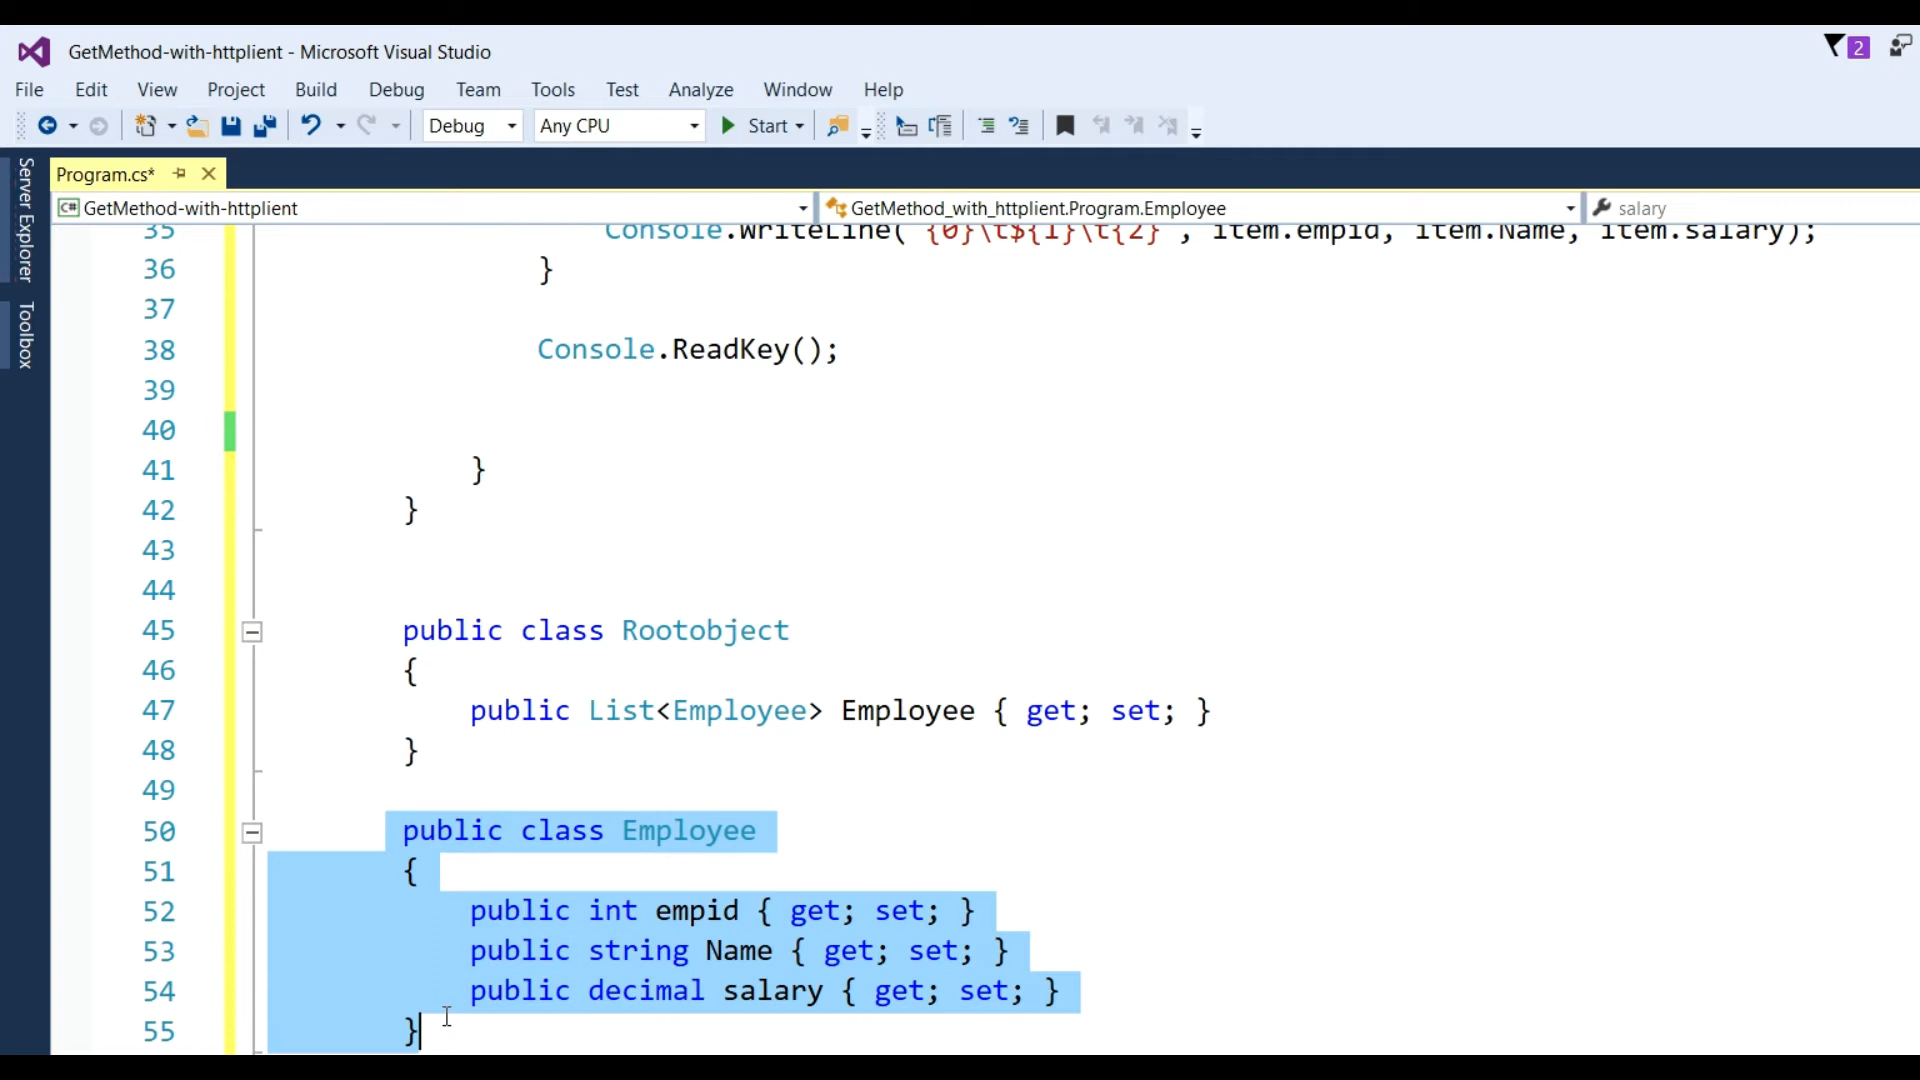 GetMethod-with-httplient - Microsoft Visual Studio
2
File Edit View Project Build Debug Team Tools Test Analyze Window Help
Debug Any CPU Start
Server Explorer
Toolbox
Program.cs*
GetMethod-with-httplient GetMethod_with_httplient.Program.Employee salary
35 Console.WriteLine("{0}\t${1}\t{2}", item.empid, item.Name, item.salary);
36 }
37
38 Console.ReadKey();
39
40
41 }
42 }
43
44
45 public class Rootobject
46 {
47 public List<Employee> Employee { get; set; }
48 }
49
50 public class Employee
51 {
52 public int empid { get; set; }
53 public string Name { get; set; }
54 public decimal salary { get; set; }
55 }